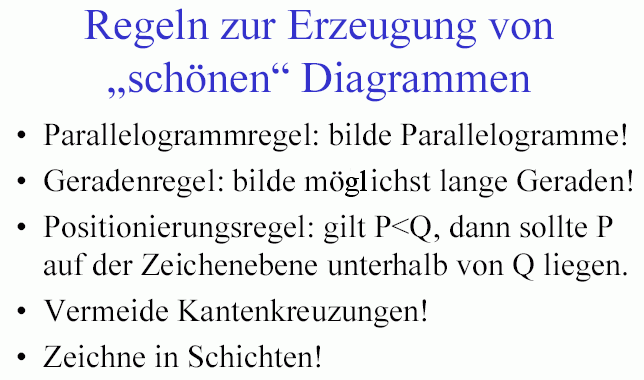 Regeln zur Erzeugung von
„schönen“ Diagrammen
• Parallelogrammregel: bilde Parallelogramme!
• Geradenregel: bilde möglichst lange Geraden!
• Positionierungsregel: gilt P<Q, dann sollte P
auf der Zeichenebene unterhalb von Q liegen.
• Vermeide Kantenkreuzungen!
• Zeichne in Schichten!